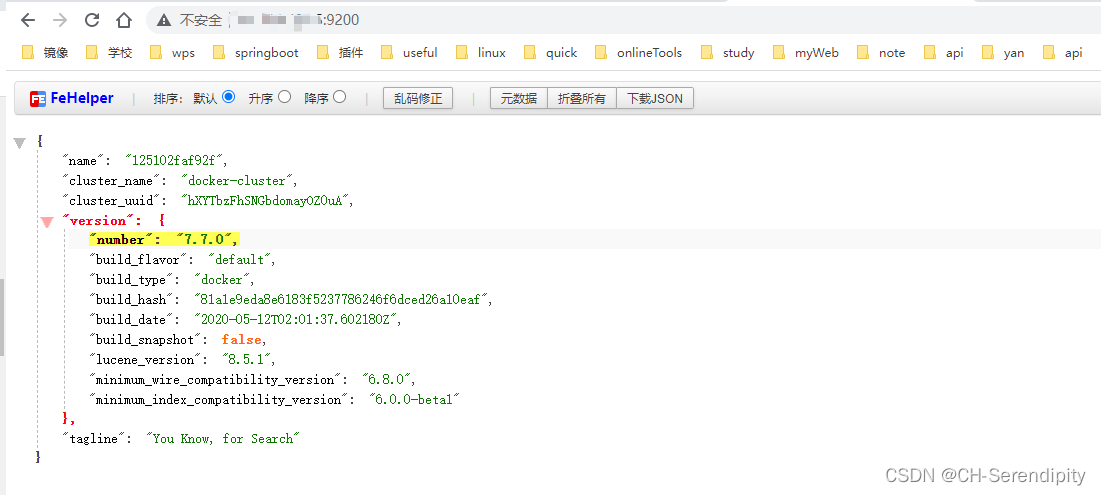 不安全 :9200
镜像 学校 wps springboot 插件 useful linux quick onlineTools study myWeb note api yan api
FeHelper | 排序: 默认 升序 降序 | 乱码修正 | 元数据 折叠所有 下载JSON
{
"name": "125102faf92f",
"cluster_name": "docker-cluster",
"cluster_uuid": "hXYTbzFhSNGbdomayOZOuA",
"version": {
"number": "7.7.0",
"build_flavor": "default",
"build_type": "docker",
"build_hash": "81a1e9eda8e6183f5237786246f6dced26a10eaf",
"build_date": "2020-05-12T02:01:37.602180Z",
"build_snapshot": false,
"lucene_version": "8.5.1",
"minimum_wire_compatibility_version": "6.8.0",
"minimum_index_compatibility_version": "6.0.0-beta1"
},
"tagline": "You Know, for Search"
}
CSDN @CH-Serendipity